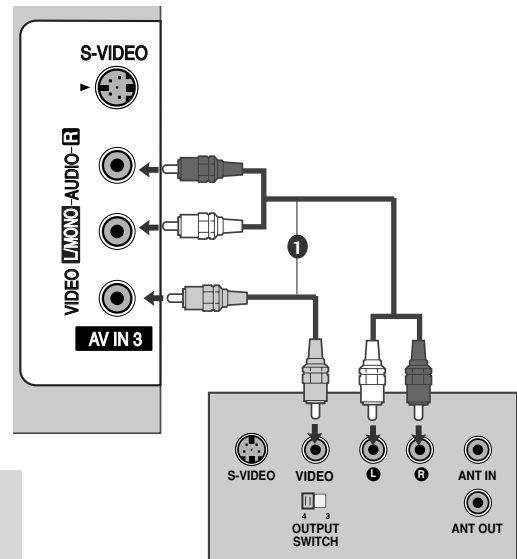 S-VIDEO
VIDEO L/MONO-AUDIO-R
AV IN 3
1
S-VIDEO VIDEO L R ANT IN
4 3
OUTPUT
SWITCH
ANT OUT